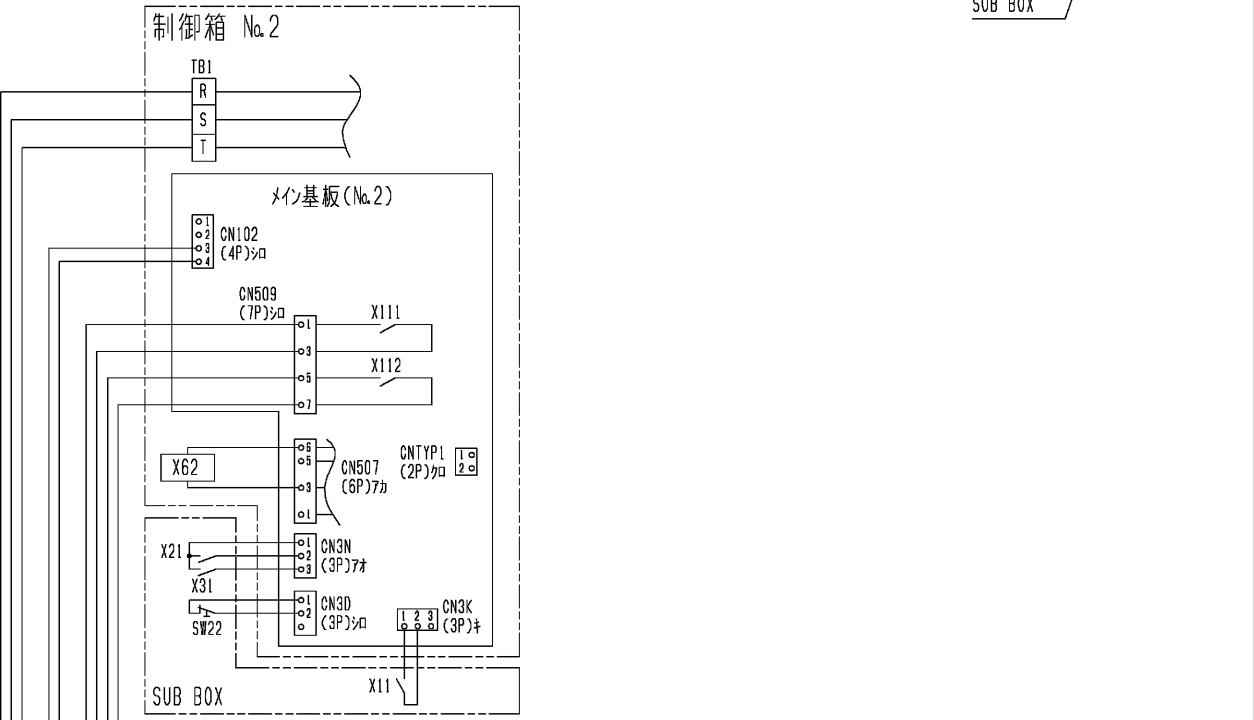 SUB BOX
制御箱 No.2
TB1
R
S
T
メイン基板(No.2)
1
2
3
4
CN102
(4P)シロ
CN509
(7P)シロ
1
3
5
7
X111
X112
X62
6
5
3
1
CN507
(6P)アカ
CNTYP1
(2P)クロ
1
2
X21
X31
1
2
3
CN3N
(3P)アオ
SW22
1
2
CN3D
(3P)シロ
1 2 3
CN3K
(3P)キ
X11
SUB BOX